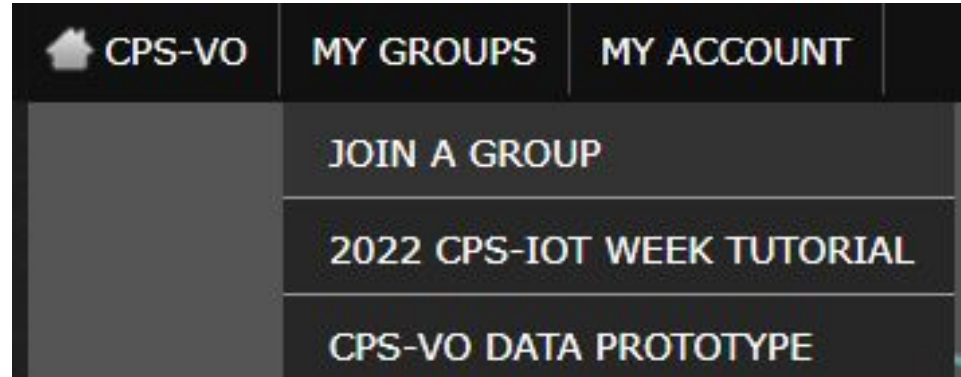 CPS-VO MY GROUPS MY ACCOUNT
JOIN A GROUP
2022 CPS-IOT WEEK TUTORIAL
CPS-VO DATA PROTOTYPE